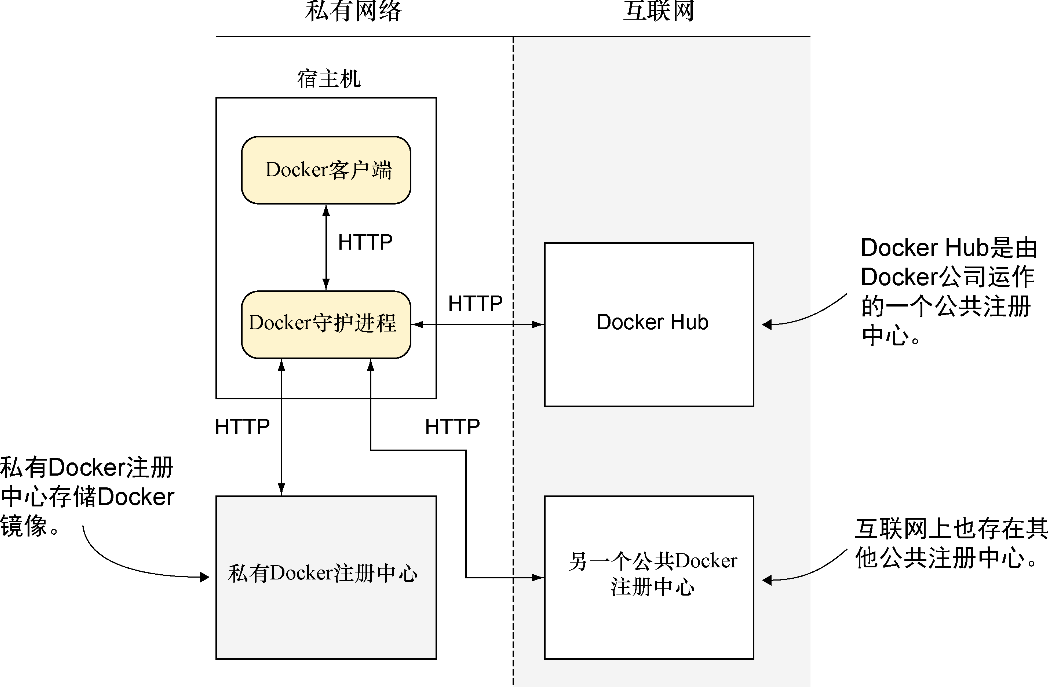 私有网络
互联网
宿主机
Docker客户端
HTTP
Docker守护进程
HTTP
Docker Hub
Docker Hub是由
Docker公司运作
的一个公共注册
中心。
HTTP
HTTP
私有Docker注册
中心存储Docker
镜像。
私有Docker注册中心
另一个公共Docker
注册中心
互联网上也存在其
他公共注册中心。